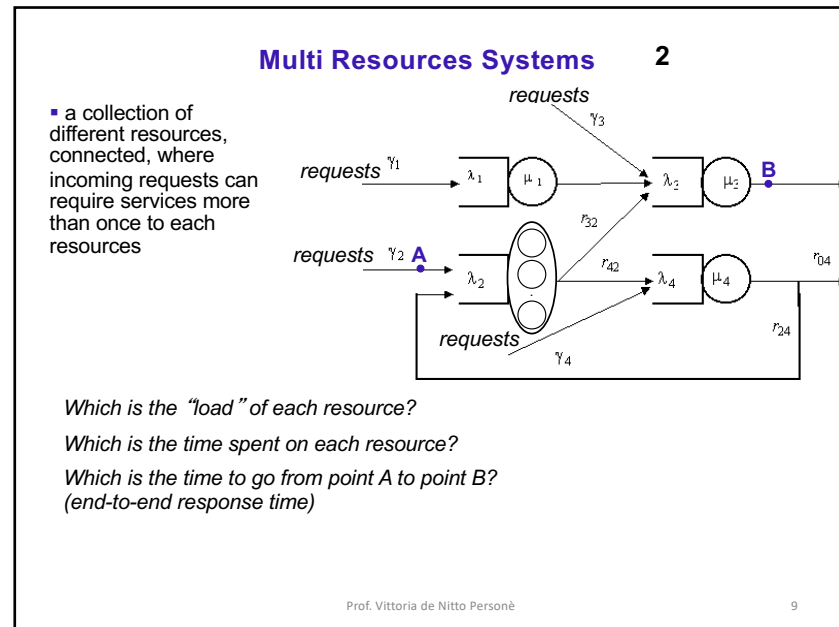 Multi Resources Systems 2
▪ a collection of
different resources,
connected, where
incoming requests can
require services more
than once to each
resources
requests
γ3
requests γ1
λ1
μ1
λ3
μ3
B
requests γ2 A
λ2
r32
r42
λ4
μ4
r04
r24
requests
γ4
Which is the “load” of each resource?
Which is the time spent on each resource?
Which is the time to go from point A to point B?
(end-to-end response time)
Prof. Vittoria de Nitto Personè
9